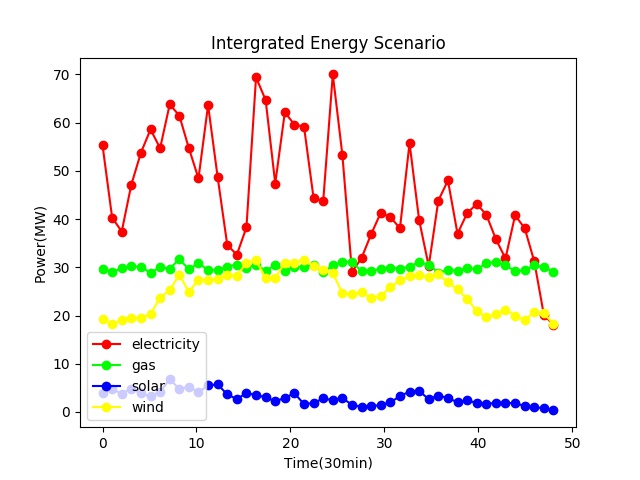 Intergrated Energy Scenario
Power(MW)
70
60
50
40
30
20
10
0
electricity
gas
solar
wind
0 10 20 30 40 50
Time(30min)